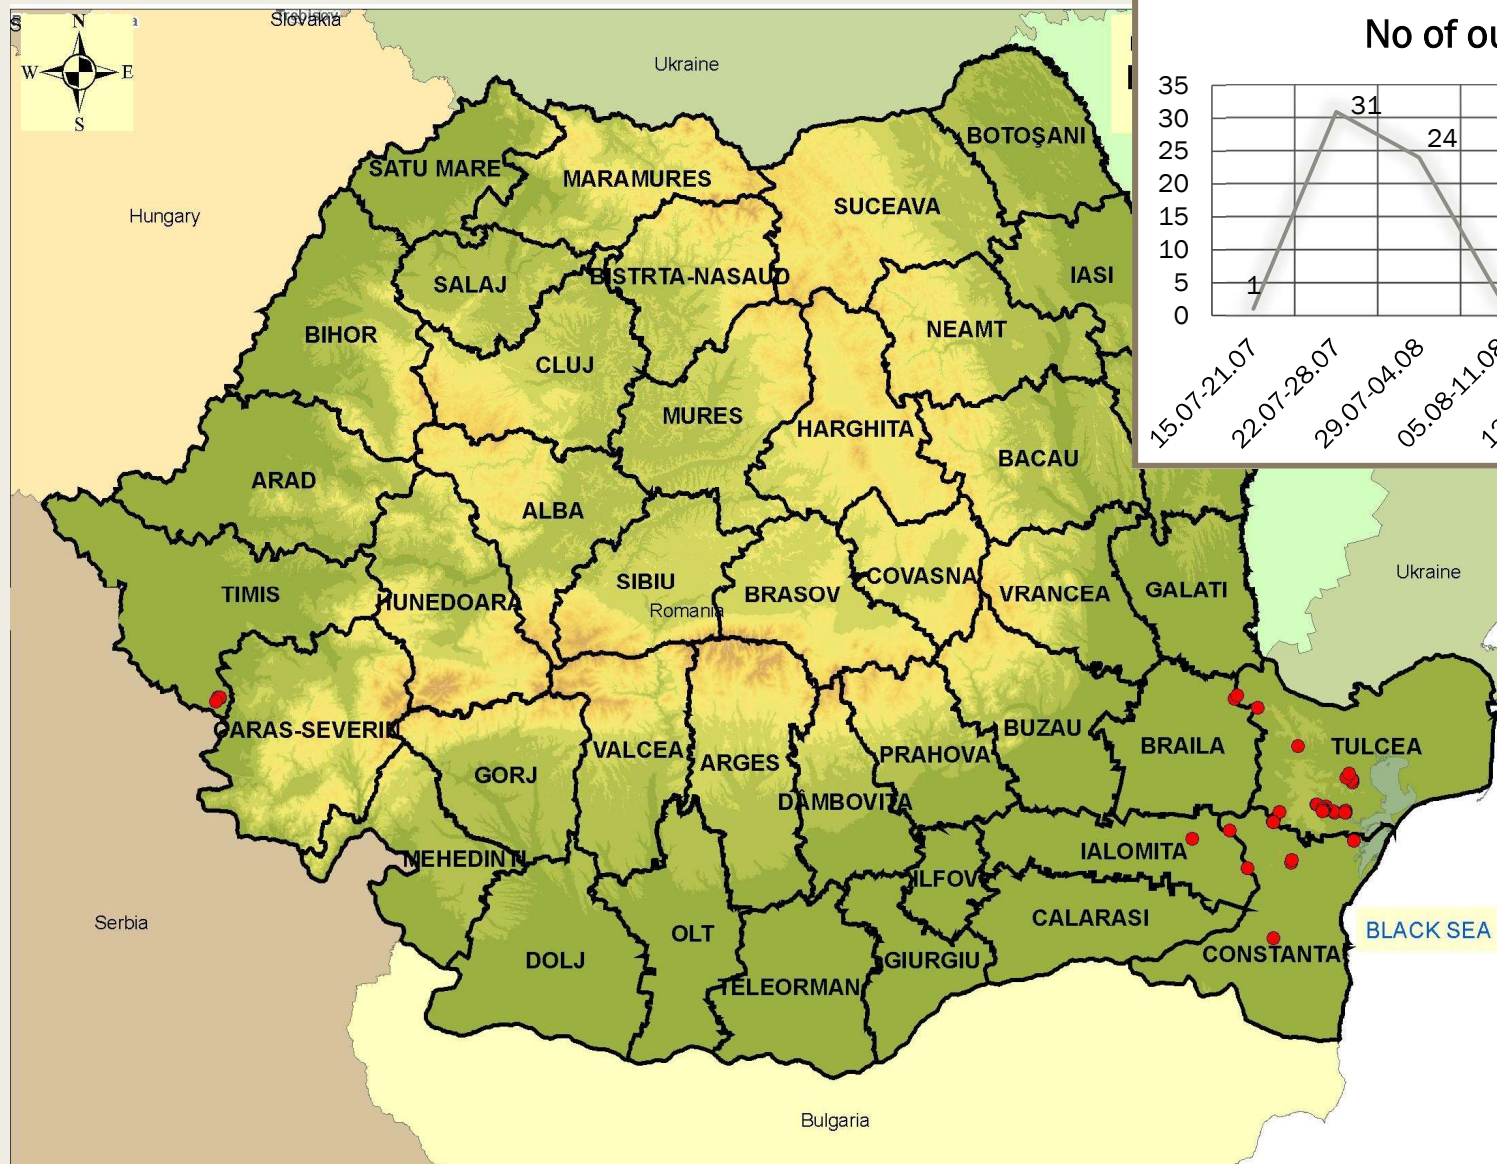 Slovakia
N
W E
S
Ukraine
No of ou
35
30
25
20
15
10
5
0
31
24
1
15.07-21.07
22.07-28.07
29.07-04.08
05.08-11.08
BOTOŞANI
SATU MARE
MARAMURES
SUCEAVA
Hungary
SALAJ
BISTRTA-NASAUD
IASI
BIHOR
NEAMT
CLUJ
MURES
HARGHITA
BACAU
ARAD
ALBA
SIBIU
COVASNA
Ukraine
TIMIS
HUNEDOARA
Romania
BRASOV
VRANCEA
GALATI
CARAS-SEVERIN
BUZAU
BRAILA
TULCEA
GORJ
VALCEA
ARGES
PRAHOVA
DÂMBOVITA
MEHEDINTI
IALOMITA
ILFOV
CALARASI
Serbia
OLT
BLACK SEA
DOLJ
GIURGIU
CONSTANTA
TELEORMAN
Bulgaria